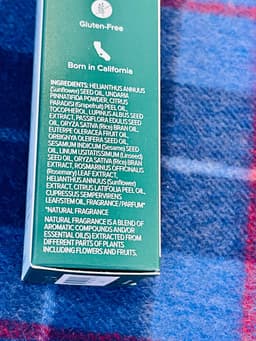 Gluten-Free
Born in California
INGREDIENTS: HELIANTHUS ANNUUS
(Sunflower) SEED OIL, UNDARIA
PINNATIFIDA POWDER, CITRUS
PARADISI (Grapefruit) PEEL OIL,
TOCOPHEROL, LUPINUS ALBUS SEED
EXTRACT, PASSIFLORA EDULIS SEED
OIL, ORYZA SATIVA (Rice) BRAN OIL,
EUTERPE OLERACEA FRUIT OIL,
ORBIGNYA OLEIFERA SEED OIL,
SESAMUM INDICUM (Sesame) SEED
OIL, LINUM USITATISSIMUM (Linseed)
SEED OIL, ORYZA SATIVA (Rice) BRAN
EXTRACT, ROSMARINUS OFFICINALIS
(Rosemary) LEAF EXTRACT,
HELIANTHUS ANNUUS (Sunflower)
EXTRACT, CITRUS LATIFOLIA PEEL OIL,
CUPRESSUS SEMPERVIRENS
LEAF/STEM OIL, FRAGRANCE/PARFUM*
*NATURAL FRAGRANCE
NATURAL FRAGRANCE IS A BLEND OF
AROMATIC COMPOUNDS AND/OR
ESSENTIAL OIL(S) EXTRACTED FROM
DIFFERENT PARTS OF PLANTS
INCLUDING FLOWERS AND FRUITS.